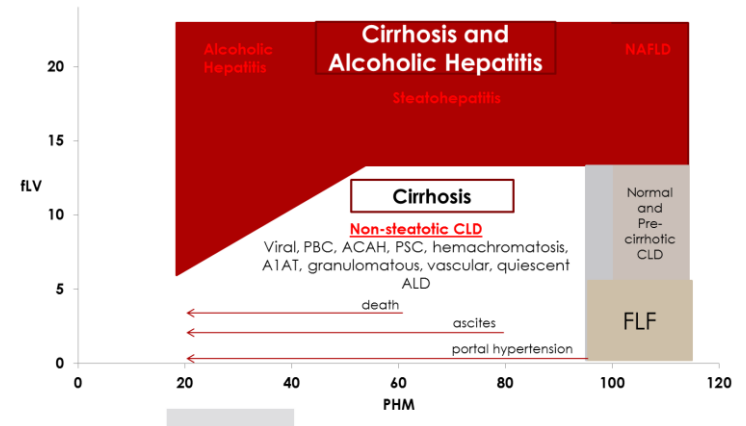 Cirrhosis and
Alcoholic Hepatitis
Alcoholic
Hepatitis
NAFLD
Steatohepatitis
20
15
fLV
10
5
0
Cirrhosis
Non-steatotic CLD
Viral, PBC, ACAH, PSC, hemachromatosis,
A1AT, granulomatous, vascular, quiescent
ALD
Normal
and
Pre-
cirrhotic
CLD
death
ascites
portal hypertension
FLF
0
20
40
60
80
100
120
PHM